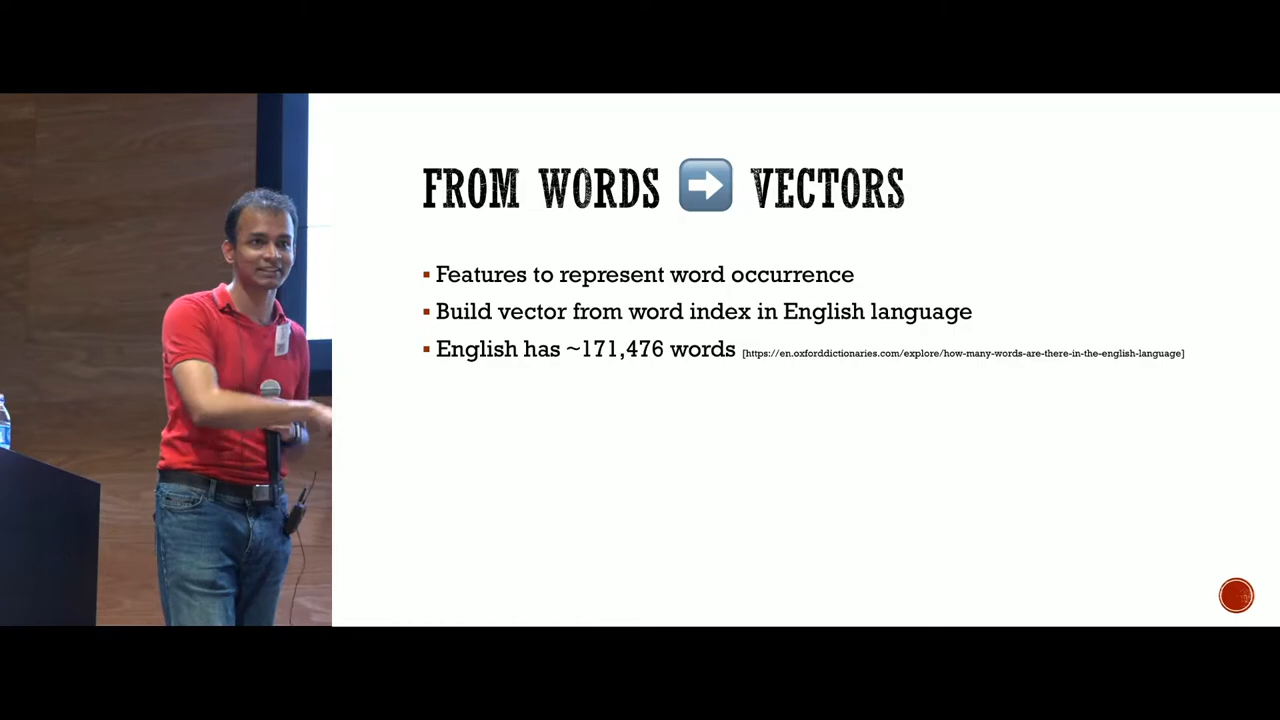 FROM WORDS ➡ VECTORS
▪ Features to represent word occurrence
▪ Build vector from word index in English language
▪ English has ~171,476 words [https://en.oxforddictionaries.com/explore/how-many-words-are-there-in-the-english-language]